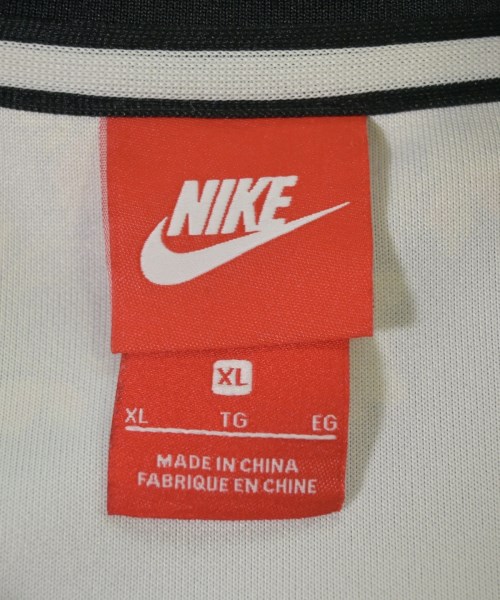 NIKE
XL
XL TG EG
MADE IN CHINA
FABRIQUE EN CHINE